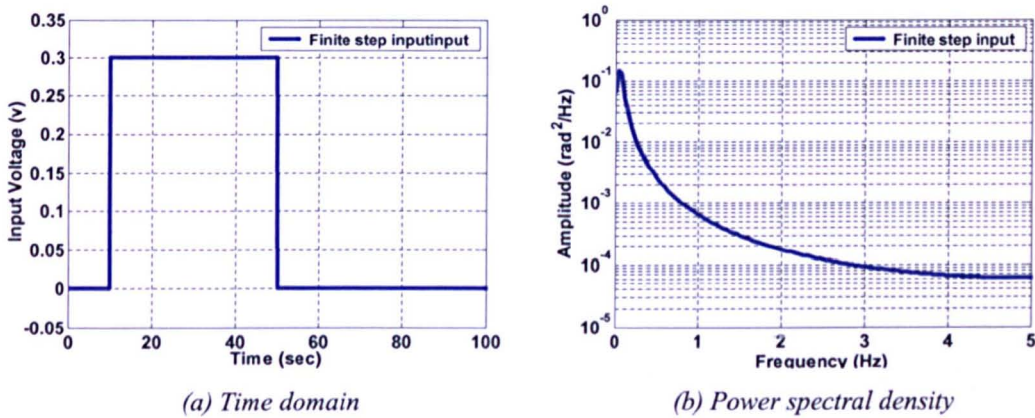 Finite step inputinput
Input Voltage (v)
0.35
0.3
0.25
0.2
0.15
0.1
0.05
0
-0.05
0 20 40 60 80 100
Time (sec)
(a) Time domain
Finite step input
Amplitude (rad²/Hz)
10⁰
10⁻¹
10⁻²
10⁻³
10⁻⁴
10⁻⁵
0 1 2 3 4 5
Frequency (Hz)
(b) Power spectral density